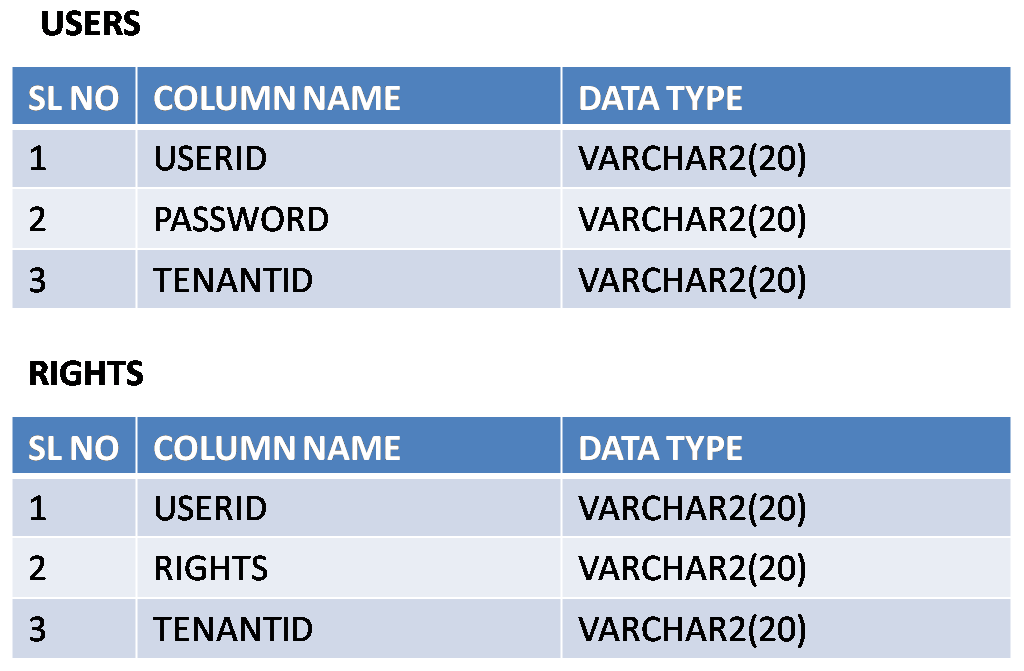 USERS
SL NO COLUMN NAME DATA TYPE
1 USERID VARCHAR2(20)
2 PASSWORD VARCHAR2(20)
3 TENANTID VARCHAR2(20)
RIGHTS
SL NO COLUMN NAME DATA TYPE
1 USERID VARCHAR2(20)
2 RIGHTS VARCHAR2(20)
3 TENANTID VARCHAR2(20)